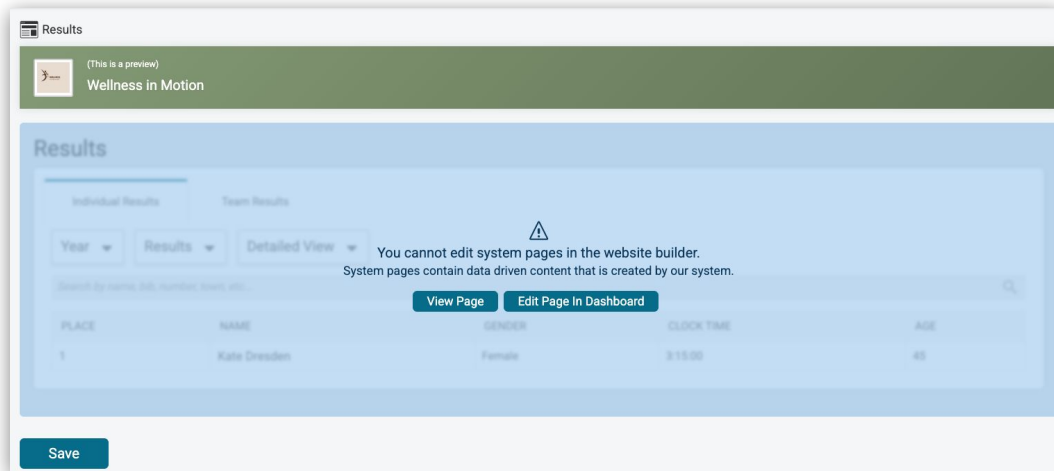 Results
(This is a preview)
Wellness in Motion
Results
Individual Results Team Results
Year Results Detailed View
You cannot edit system pages in the website builder.
System pages contain data driven content that is created by our system.
Search by name, bib, number, town, etc...
View Page Edit Page In Dashboard
PLACE NAME GENDER CLOCK TIME AGE
1 Kate Dresden Female 3:15:00
Save